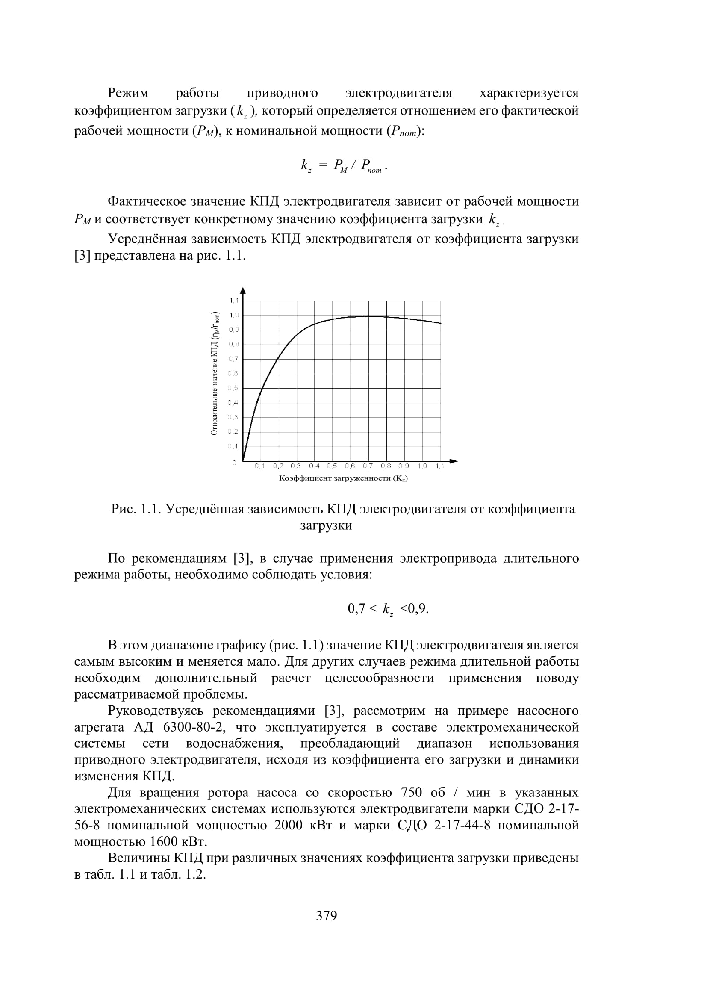 Режим работы приводного электродвигателя характеризуется
коэффициентом загрузки ( k_z ), который определяется отношением его фактической
рабочей мощности (P_M), к номинальной мощности (P_nom):
k_z = P_M / P_nom .
Фактическое значение КПД электродвигателя зависит от рабочей мощности
P_M и соответствует конкретному значению коэффициента загрузки k_z .
Усреднённая зависимость КПД электродвигателя от коэффициента загрузки
[3] представлена на рис. 1.1.
Относительное значение КПД (η_M/η_nom)
1,1
1,0
0,9
0,8
0,7
0,6
0,5
0,4
0,3
0,2
0,1
0
0,1 0,2 0,3 0,4 0,5 0,6 0,7 0,8 0,9 1,0 1,1
Коэффициент загруженности (K_z)
Рис. 1.1. Усреднённая зависимость КПД электродвигателя от коэффициента
загрузки
По рекомендациям [3], в случае применения электропривода длительного
режима работы, необходимо соблюдать условия:
0,7 < k_z <0,9.
В этом диапазоне графику (рис. 1.1) значение КПД электродвигателя является
самым высоким и меняется мало. Для других случаев режима длительной работы
необходим дополнительный расчет целесообразности применения поводу
рассматриваемой проблемы.
Руководствуясь рекомендациями [3], рассмотрим на примере насосного
агрегата АД 6300-80-2, что эксплуатируется в составе электромеханической
системы сети водоснабжения, преобладающий диапазон использования
приводного электродвигателя, исходя из коэффициента его загрузки и динамики
изменения КПД.
Для вращения ротора насоса со скоростью 750 об / мин в указанных
электромеханических системах используются электродвигатели марки СДО 2-17-
56-8 номинальной мощностью 2000 кВт и марки СДО 2-17-44-8 номинальной
мощностью 1600 кВт.
Величины КПД при различных значениях коэффициента загрузки приведены
в табл. 1.1 и табл. 1.2.
379